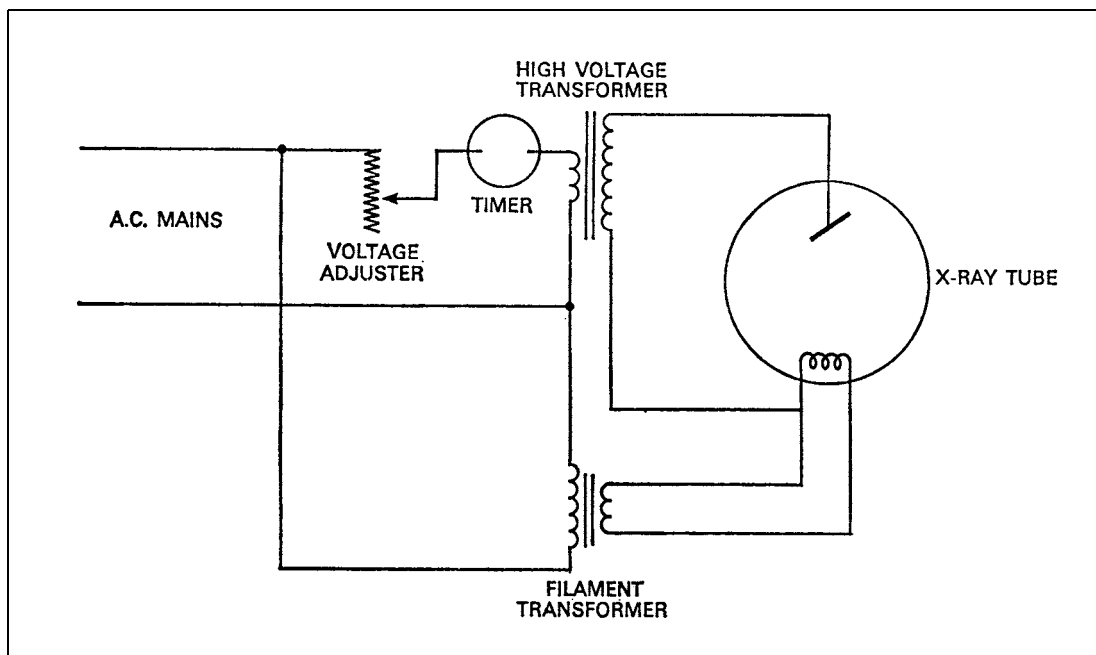 HIGH VOLTAGE
TRANSFORMER
A.C. MAINS
TIMER
VOLTAGE
ADJUSTER
X-RAY TUBE
FILAMENT
TRANSFORMER